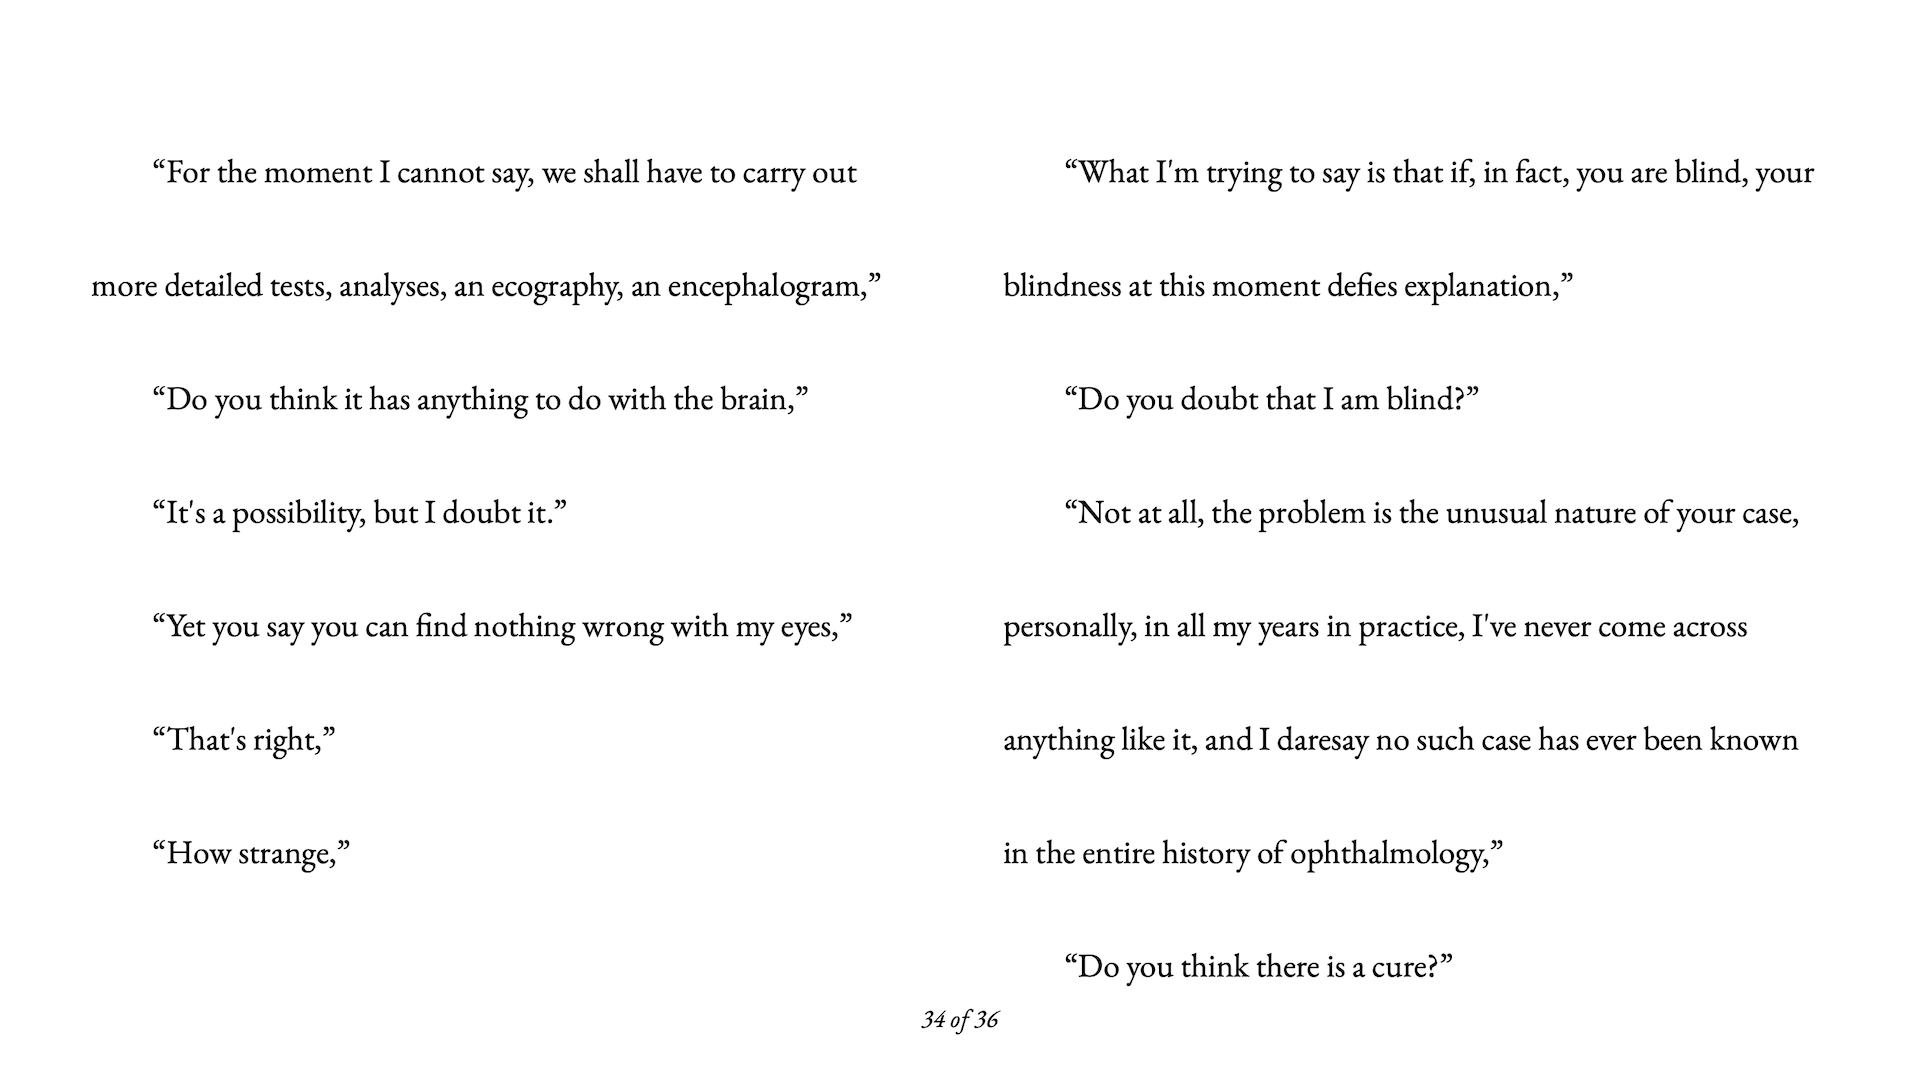 “For the moment I cannot say, we shall have to carry out
more detailed tests, analyses, an ecography, an encephalogram,”
“Do you think it has anything to do with the brain,”
“It's a possibility, but I doubt it.”
“Yet you say you can find nothing wrong with my eyes,”
“That's right,”
“How strange,”
“What I'm trying to say is that if, in fact, you are blind, your
blindness at this moment defies explanation,”
“Do you doubt that I am blind?”
“Not at all, the problem is the unusual nature of your case,
personally, in all my years in practice, I've never come across
anything like it, and I daresay no such case has ever been known
in the entire history of ophthalmology,”
“Do you think there is a cure?”
34 of 36